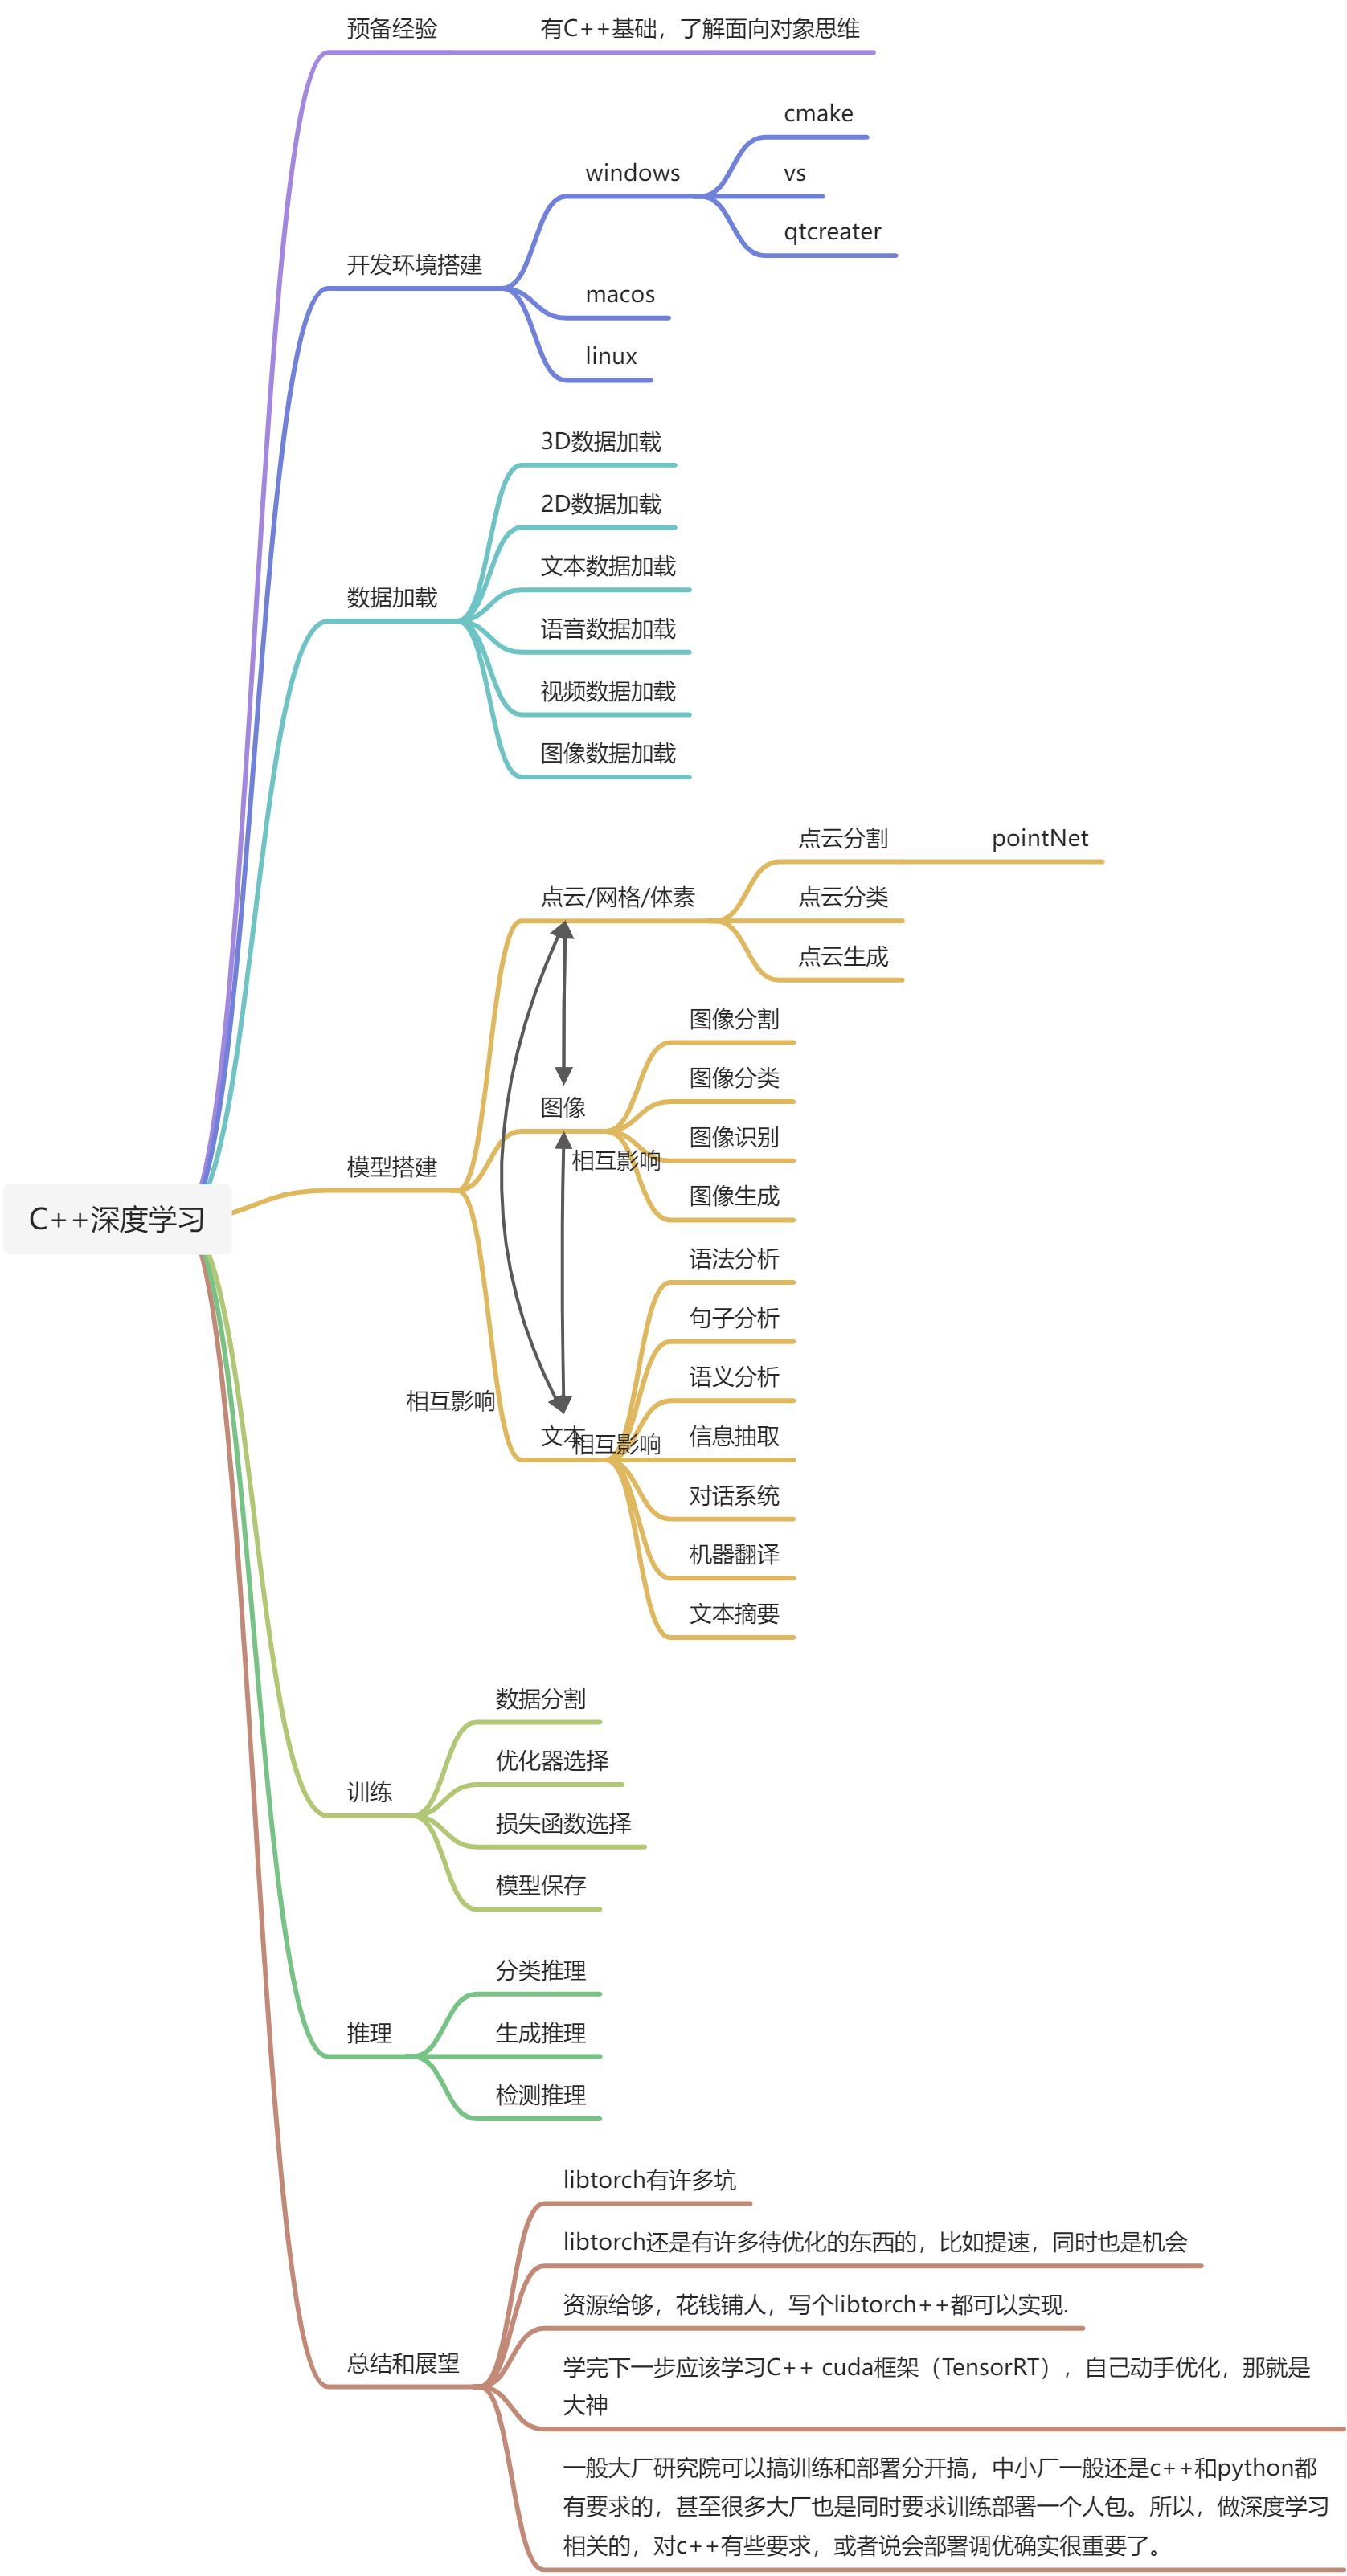 预备经验
有C++基础，了解面向对象思维
开发环境搭建
windows
cmake
vs
qtcreater
macos
linux
数据加载
3D数据加载
2D数据加载
文本数据加载
语音数据加载
视频数据加载
图像数据加载
C++深度学习
模型搭建
点云/网格/体素
点云分割
pointNet
点云分类
点云生成
图像
图像分割
图像分类
图像识别
图像生成
相互影响
相互影响
文本
相互影响
语法分析
句子分析
语义分析
信息抽取
对话系统
机器翻译
文本摘要
训练
数据分割
优化器选择
损失函数选择
模型保存
推理
分类推理
生成推理
检测推理
总结和展望
libtorch有许多坑
libtorch还是有许多待优化的东西的，比如提速，同时也是机会
资源给够，花钱铺人，写个libtorch++都可以实现.
学完下一步应该学习C++ cuda框架（TensorRT），自己动手优化，那就是
大神
一般大厂研究院可以搞训练和部署分开搞，中小厂一般还是c++和python都
有要求的，甚至很多大厂也是同时要求训练部署一个人包。所以，做深度学习
相关的，对c++有些要求，或者说会部署调优确实很重要了。